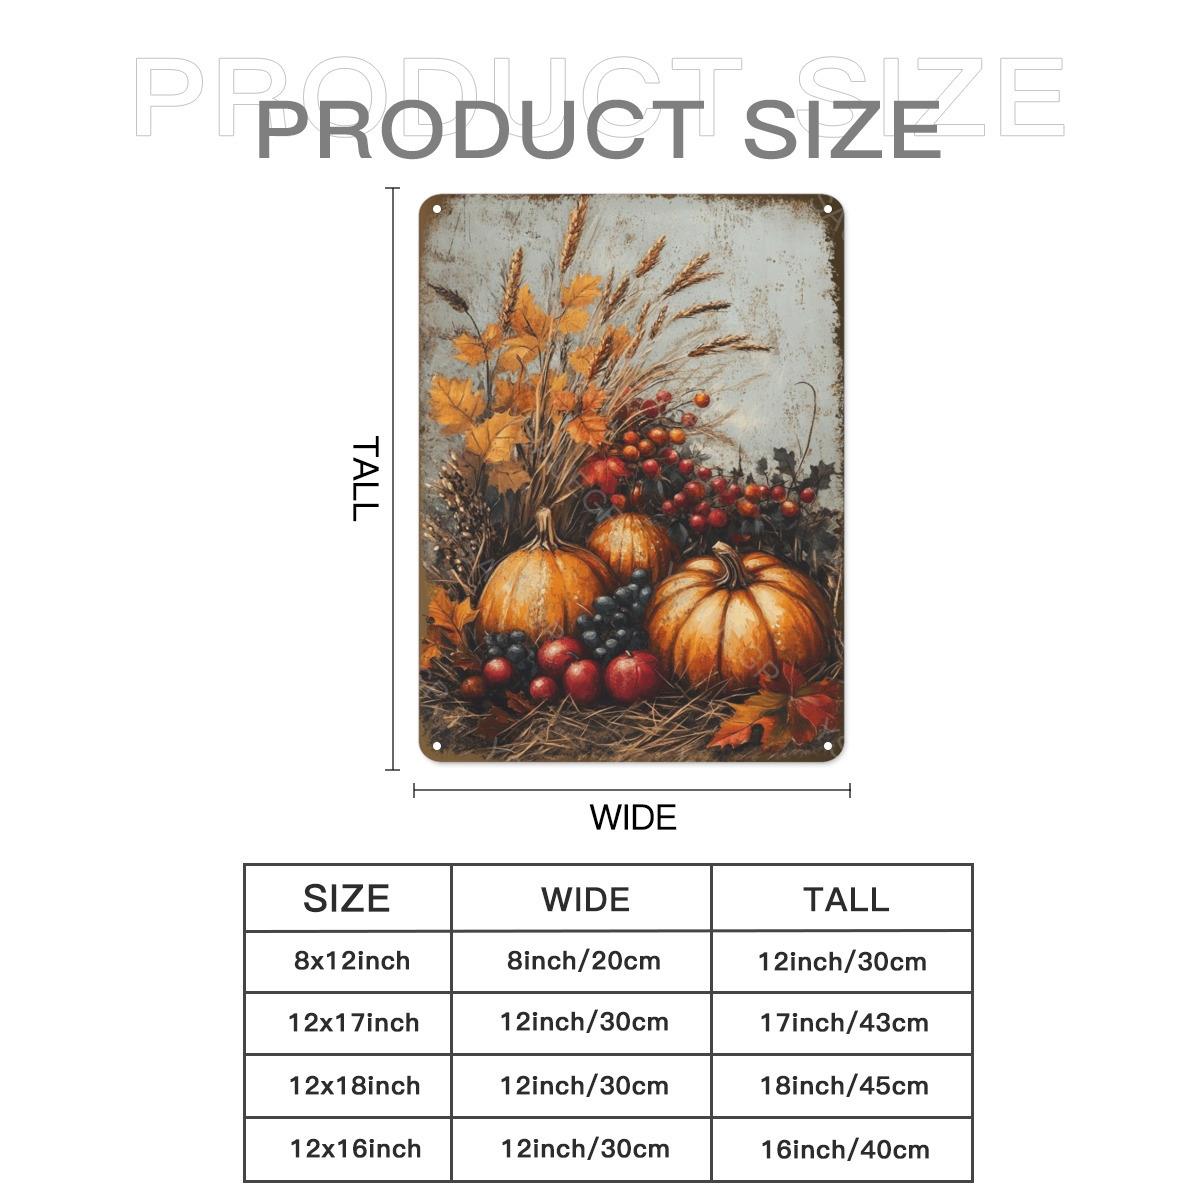 PRODUCT SIZE
PRODUCT SIZE
TALL
WIDE
SIZE WIDE TALL
8x12inch 8inch/20cm 12inch/30cm
12x17inch 12inch/30cm 17inch/43cm
12x18inch 12inch/30cm 18inch/45cm
12x16inch 12inch/30cm 16inch/40cm